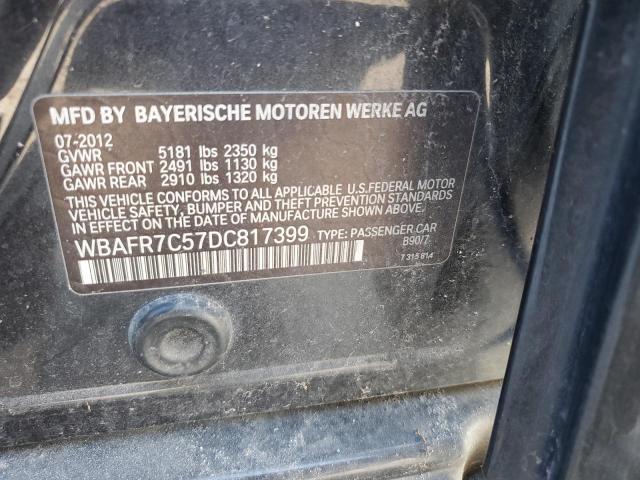 MFD BY BAYERISCHE MOTOREN WERKE AG
07-2012
GVWR 5181 lbs 2350 kg
GAWR FRONT 2491 lbs 1130 kg
GAWR REAR 2910 lbs 1320 kg
THIS VEHICLE CONFORMS TO ALL APPLICABLE U.S.FEDERAL MOTOR
VEHICLE SAFETY, BUMPER AND THEFT PREVENTION STANDARDS
IN EFFECT ON THE DATE OF MANUFACTURE SHOWN ABOVE.
WBAFR7C57DC817399 TYPE: PASSENGER CAR
B90/7
7 315 814